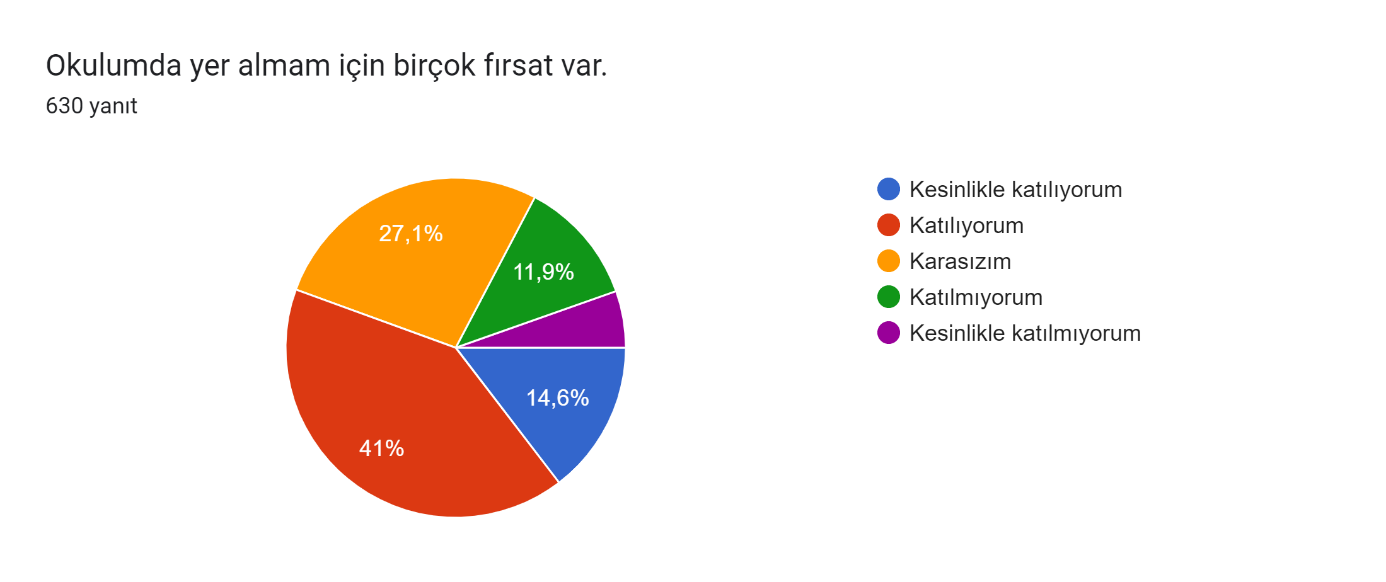 Okulumda yer almam için birçok fırsat var.
630 yanıt
Kesinlikle katılıyorum
Katılıyorum
Karasızım
Katılmıyorum
Kesinlikle katılmıyorum
27,1%
11,9%
14,6%
41%